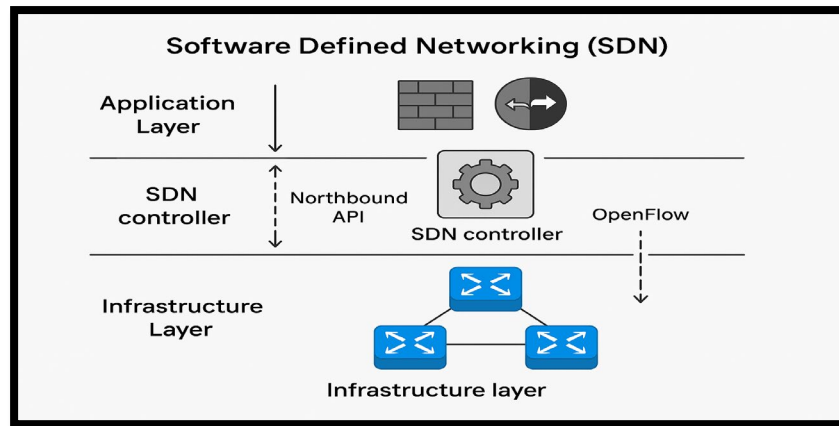 Software Defined Networking (SDN)
Application
Layer
SDN
controller
Northbound
API
SDN controller
OpenFlow
Infrastructure
Layer
Infrastructure layer